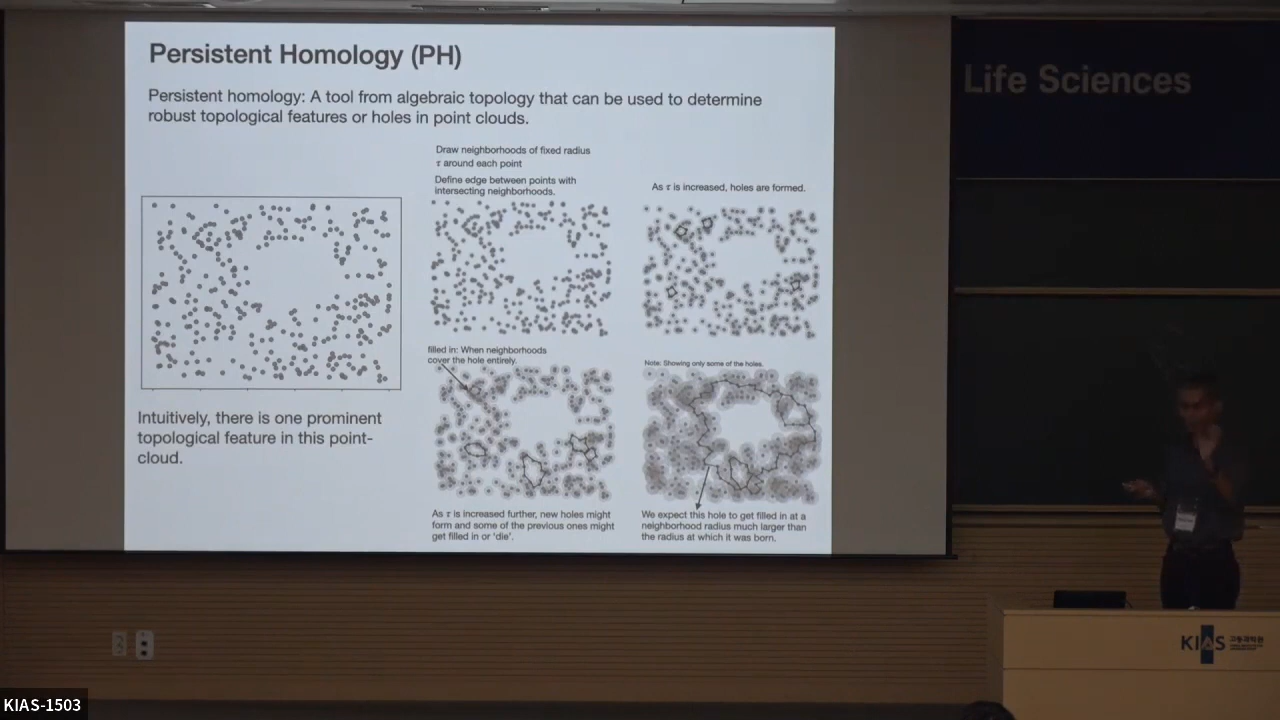 Persistent Homology (PH)
Persistent homology: A tool from algebraic topology that can be used to determine
robust topological features or holes in point clouds.
Draw neighborhoods of fixed radius
τ around each point
Define edge between points with
intersecting neighborhoods.
As τ is increased, holes are formed.
filled in: When neighborhoods
cover the hole entirely.
Note: Showing only some of the holes.
Intuitively, there is one prominent
topological feature in this point-
cloud.
As τ is increased further, new holes might
form and some of the previous ones might
get filled in or 'die'.
We expect this hole to get filled in at a
neighborhood radius much larger than
the radius at which it was born.
Life Sciences
KIAS 고등과학원
KIAS-1503